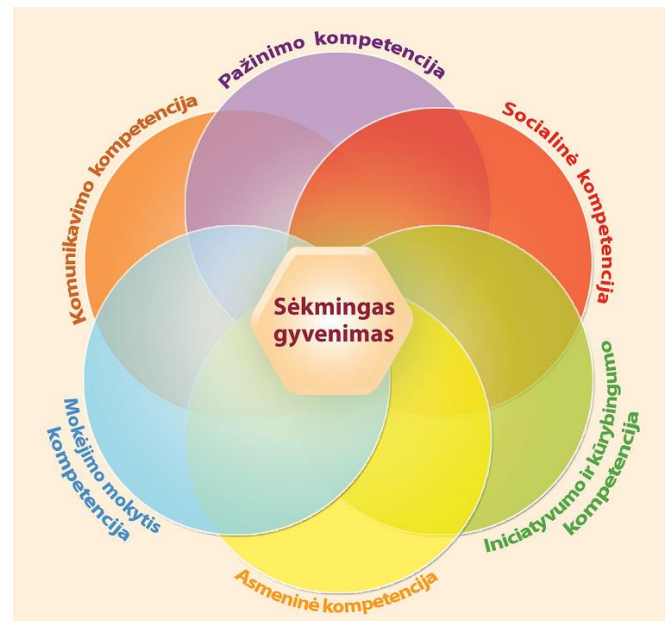 Pažinimo kompetencija
Socialinė kompetencija
Komunikavimo kompetencija
Sėkmingas
gyvenimas
Iniciatyvumo ir kūrybingumo
kompetencija
Mokėjimo mokytis
kompetencija
Asmeninė kompetencija